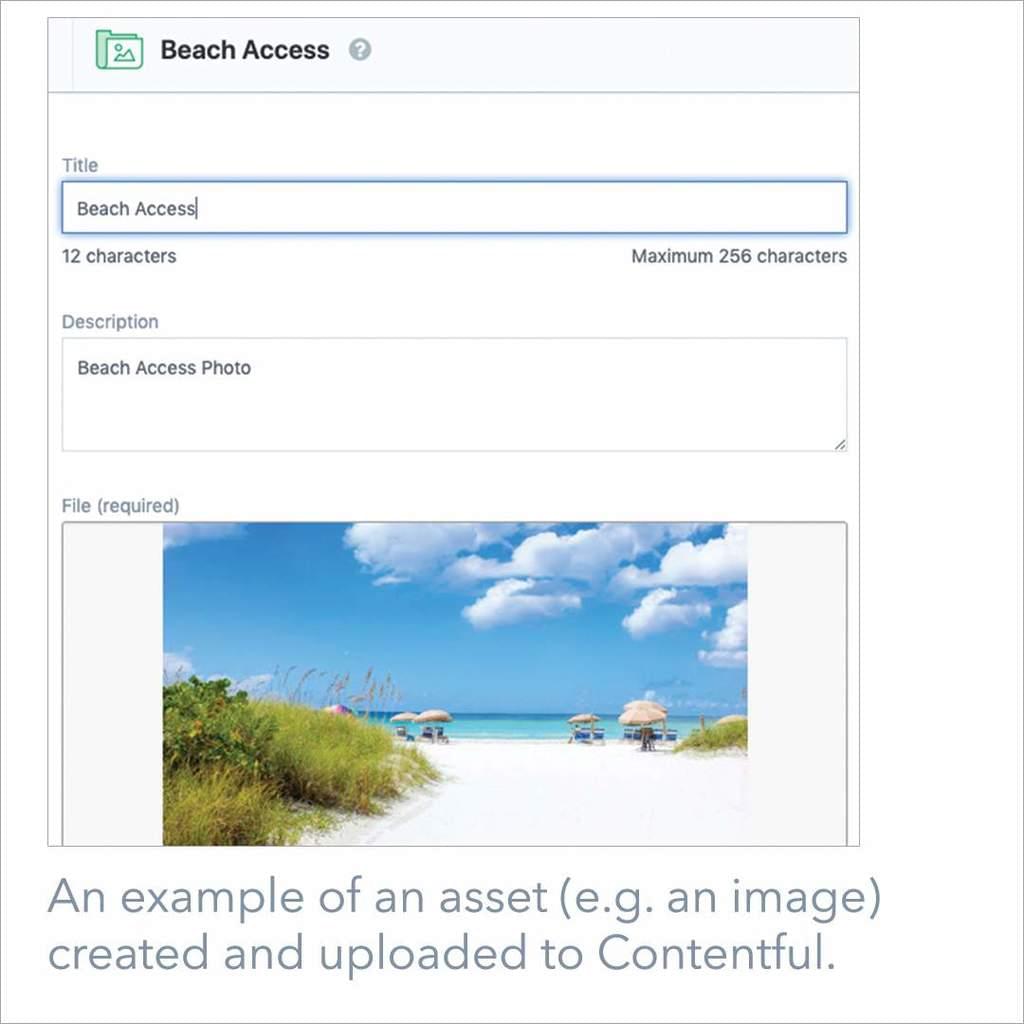 Beach Access ?
Title
Beach Access
12 characters
Maximum 256 characters
Description
Beach Access Photo
File (required)
An example of an asset (e.g. an image)
created and uploaded to Contentful.